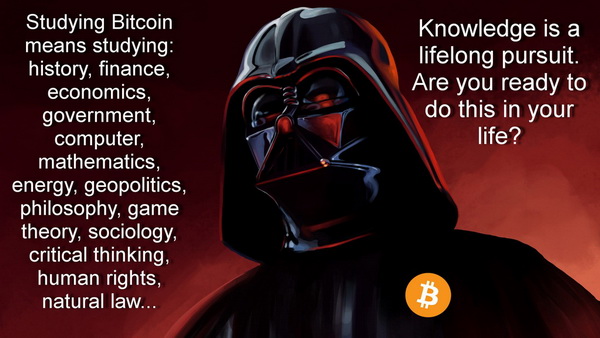 Studying Bitcoin
means studying:
history, finance,
economics,
government,
computer,
mathematics,
energy, geopolitics,
philosophy, game
theory, sociology,
critical thinking,
human rights,
natural law...
Knowledge is a
lifelong pursuit.
Are you ready to
do this in your
life?